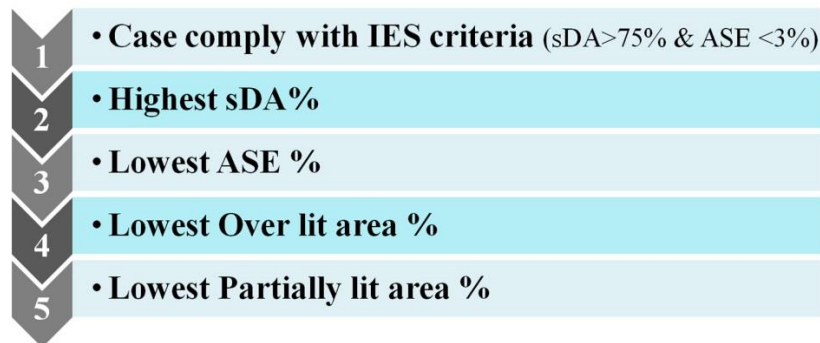 1 • Case comply with IES criteria (sDA>75% & ASE <3%)
2 • Highest sDA%
3 • Lowest ASE %
4 • Lowest Over lit area %
5 • Lowest Partially lit area %